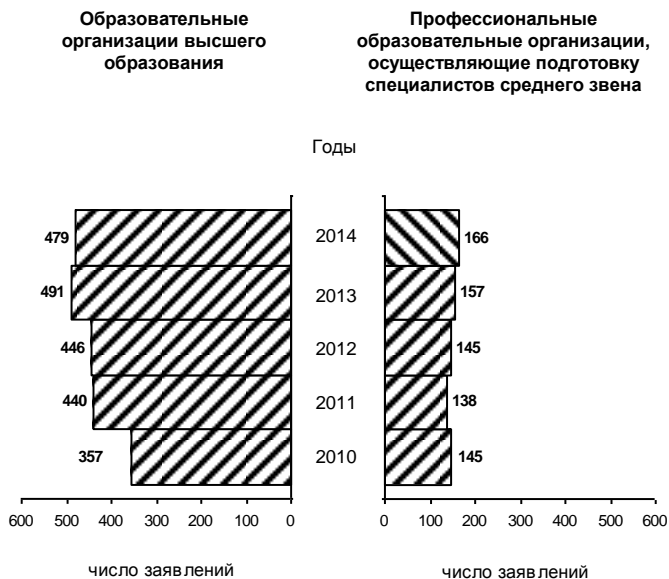 Образовательные
организации высшего
образования
Профессиональные
образовательные организации,
осуществляющие подготовку
специалистов среднего звена
Годы
479 2014 166
491 2013 157
446 2012 145
440 2011 138
357 2010 145
600 500 400 300 200 100 0 0 100 200 300 400 500 600
число заявлений число заявлений